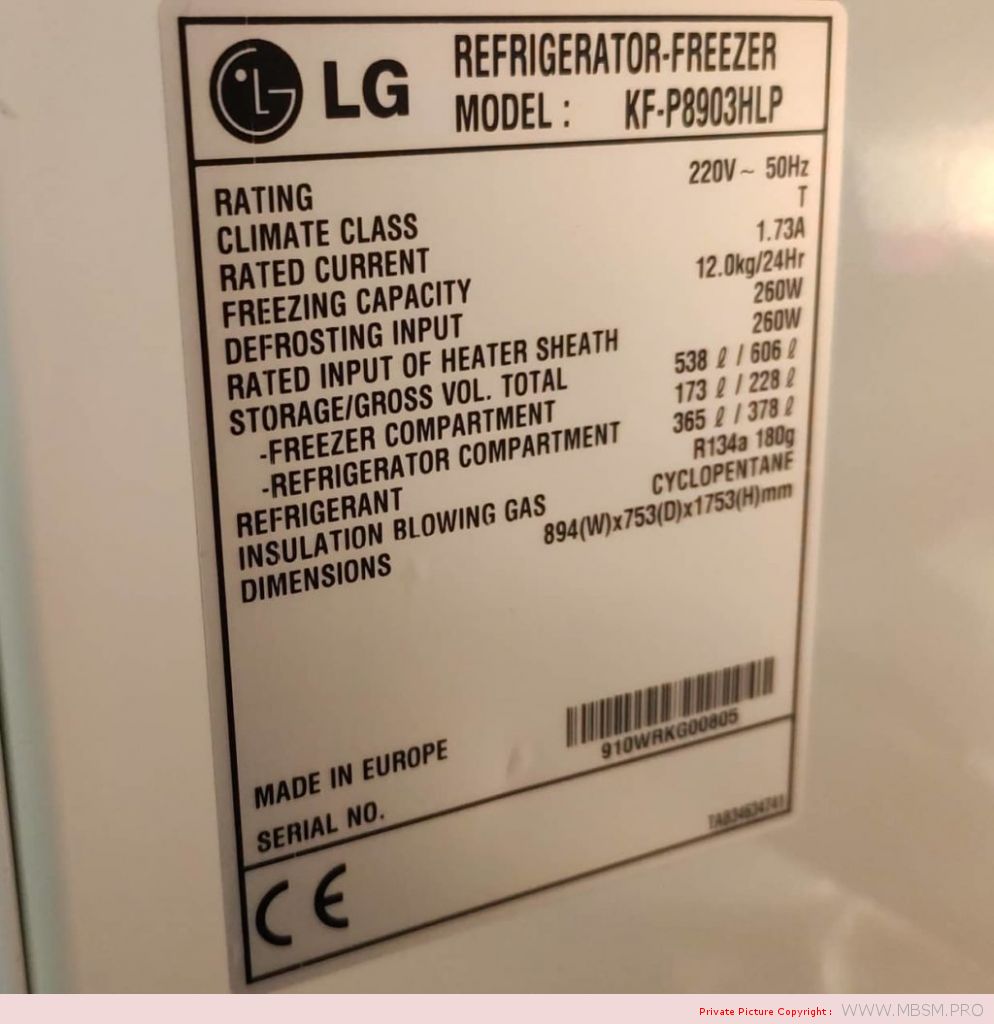 LG
REFRIGERATOR-FREEZER
MODEL : KF-P8903HLP
RATING 220V ~ 50Hz
CLIMATE CLASS T
RATED CURRENT 1.73A
FREEZING CAPACITY 12.0kg/24Hr
DEFROSTING INPUT 260W
RATED INPUT OF HEATER SHEATH 260W
STORAGE/GROSS VOL. TOTAL 538 ℓ / 606 ℓ
-FREEZER COMPARTMENT 173 ℓ / 228 ℓ
-REFRIGERATOR COMPARTMENT 365 ℓ / 378 ℓ
REFRIGERANT R134a 180g
INSULATION BLOWING GAS CYCLOPENTANE
DIMENSIONS 894(W)x753(D)x1753(H)mm
MADE IN EUROPE
SERIAL NO. 910WRKG00805
CE
Private Picture Copyright : WWW.MBSM.PRO